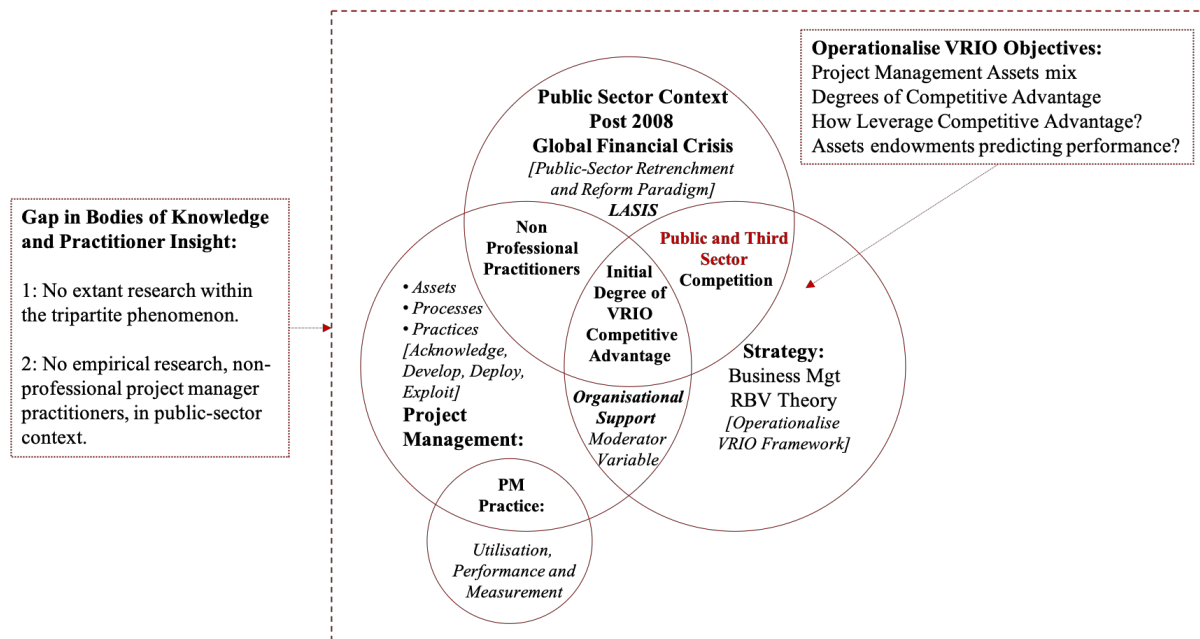 Operationalise VRIO Objectives:
Project Management Assets mix
Degrees of Competitive Advantage
How Leverage Competitive Advantage?
Assets endowments predicting performance?
Public Sector Context
Post 2008
Global Financial Crisis
[Public-Sector Retrenchment
and Reform Paradigm]
LASIS
Gap in Bodies of Knowledge
and Practitioner Insight:
1: No extant research within
the tripartite phenomenon.
2: No empirical research, non-
professional project manager
practitioners, in public-sector
context.
Non
Professional
Practitioners
Public and Third
Sector
Competition
Initial
Degree of
VRIO
Competitive
Advantage
• Assets
• Processes
• Practices
[Acknowledge,
Develop, Deploy,
Exploit]
Project
Management:
Organisational
Support
Moderator
Variable
Strategy:
Business Mgt
RBV Theory
[Operationalise
VRIO Framework]
PM
Practice:
Utilisation,
Performance and
Measurement